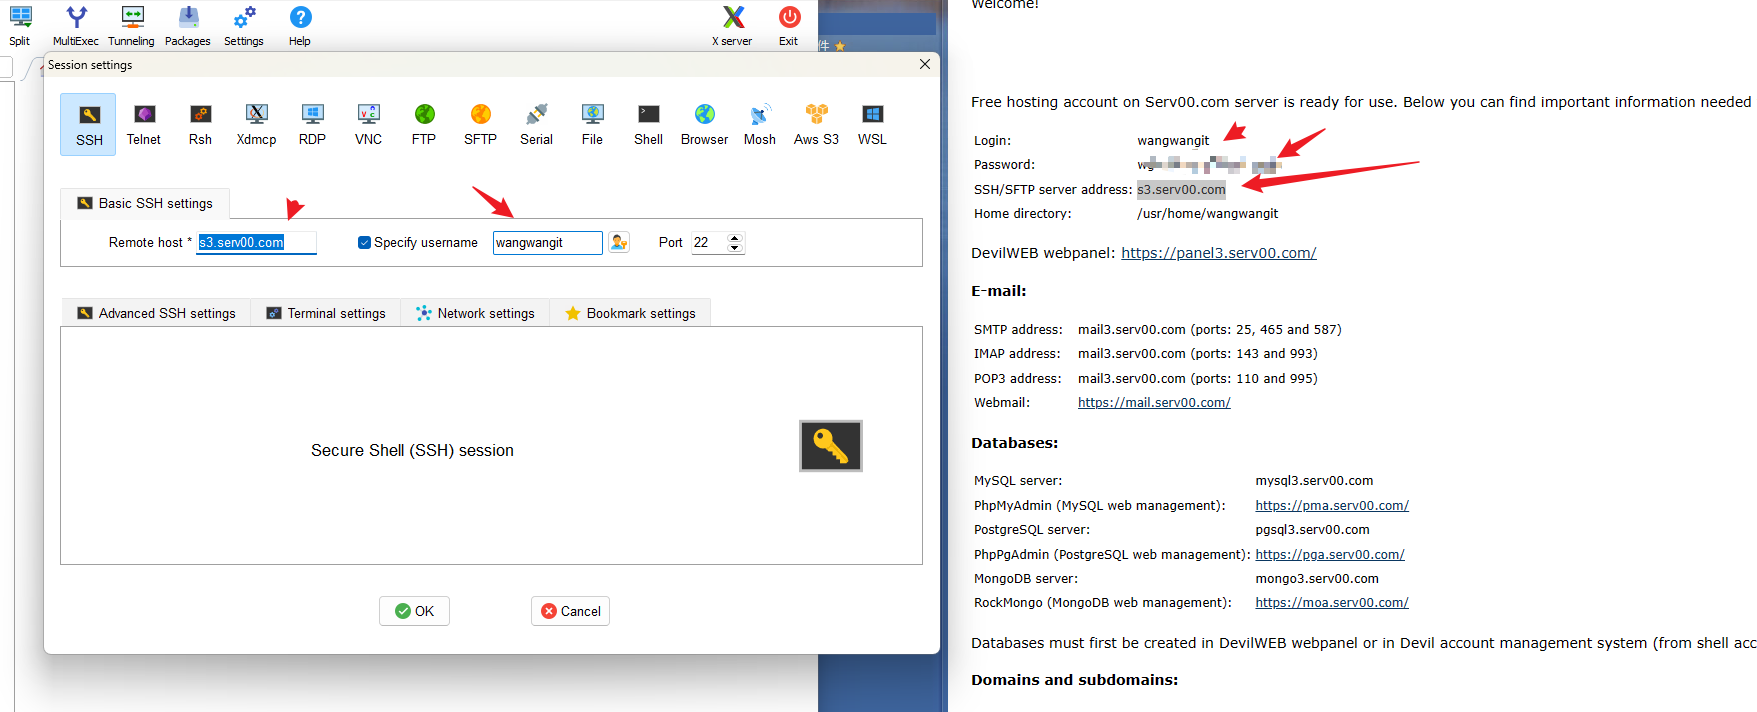 Split
MultiExec
Tunneling
Packages
Settings
Help
X server
Exit
件
Session settings
SSH
Telnet
Rsh
Xdmcp
RDP
VNC
FTP
SFTP
Serial
File
Shell
Browser
Mosh
Aws S3
WSL
Basic SSH settings
Remote host * s3.serv00.com
Specify username wangwangit
Port 22
Advanced SSH settings
Terminal settings
Network settings
Bookmark settings
Secure Shell (SSH) session
OK
Cancel
Welcome!
Free hosting account on Serv00.com server is ready for use. Below you can find important information needed
Login: wangwangit
Password:
SSH/SFTP server address: s3.serv00.com
Home directory: /usr/home/wangwangit
DevilWEB webpanel: https://panel3.serv00.com/
E-mail:
SMTP address: mail3.serv00.com (ports: 25, 465 and 587)
IMAP address: mail3.serv00.com (ports: 143 and 993)
POP3 address: mail3.serv00.com (ports: 110 and 995)
Webmail: https://mail.serv00.com/
Databases:
MySQL server: mysql3.serv00.com
PhpMyAdmin (MySQL web management): https://pma.serv00.com/
PostgreSQL server: pgsql3.serv00.com
PhpPgAdmin (PostgreSQL web management): https://pga.serv00.com/
MongoDB server: mongo3.serv00.com
RockMongo (MongoDB web management): https://moa.serv00.com/
Databases must first be created in DevilWEB webpanel or in Devil account management system (from shell acc
Domains and subdomains: